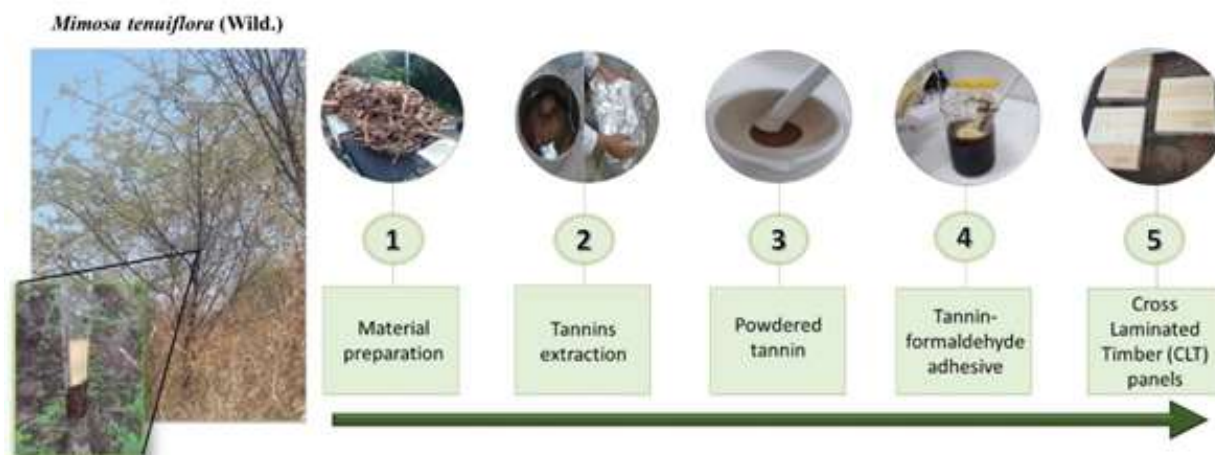 Mimosa tenuiflora (Wild.)
1
2
3
4
5
Material
preparation
Tannins
extraction
Powdered
tannin
Tannin-
formaldehyde
adhesive
Cross
Laminated
Timber (CLT)
panels